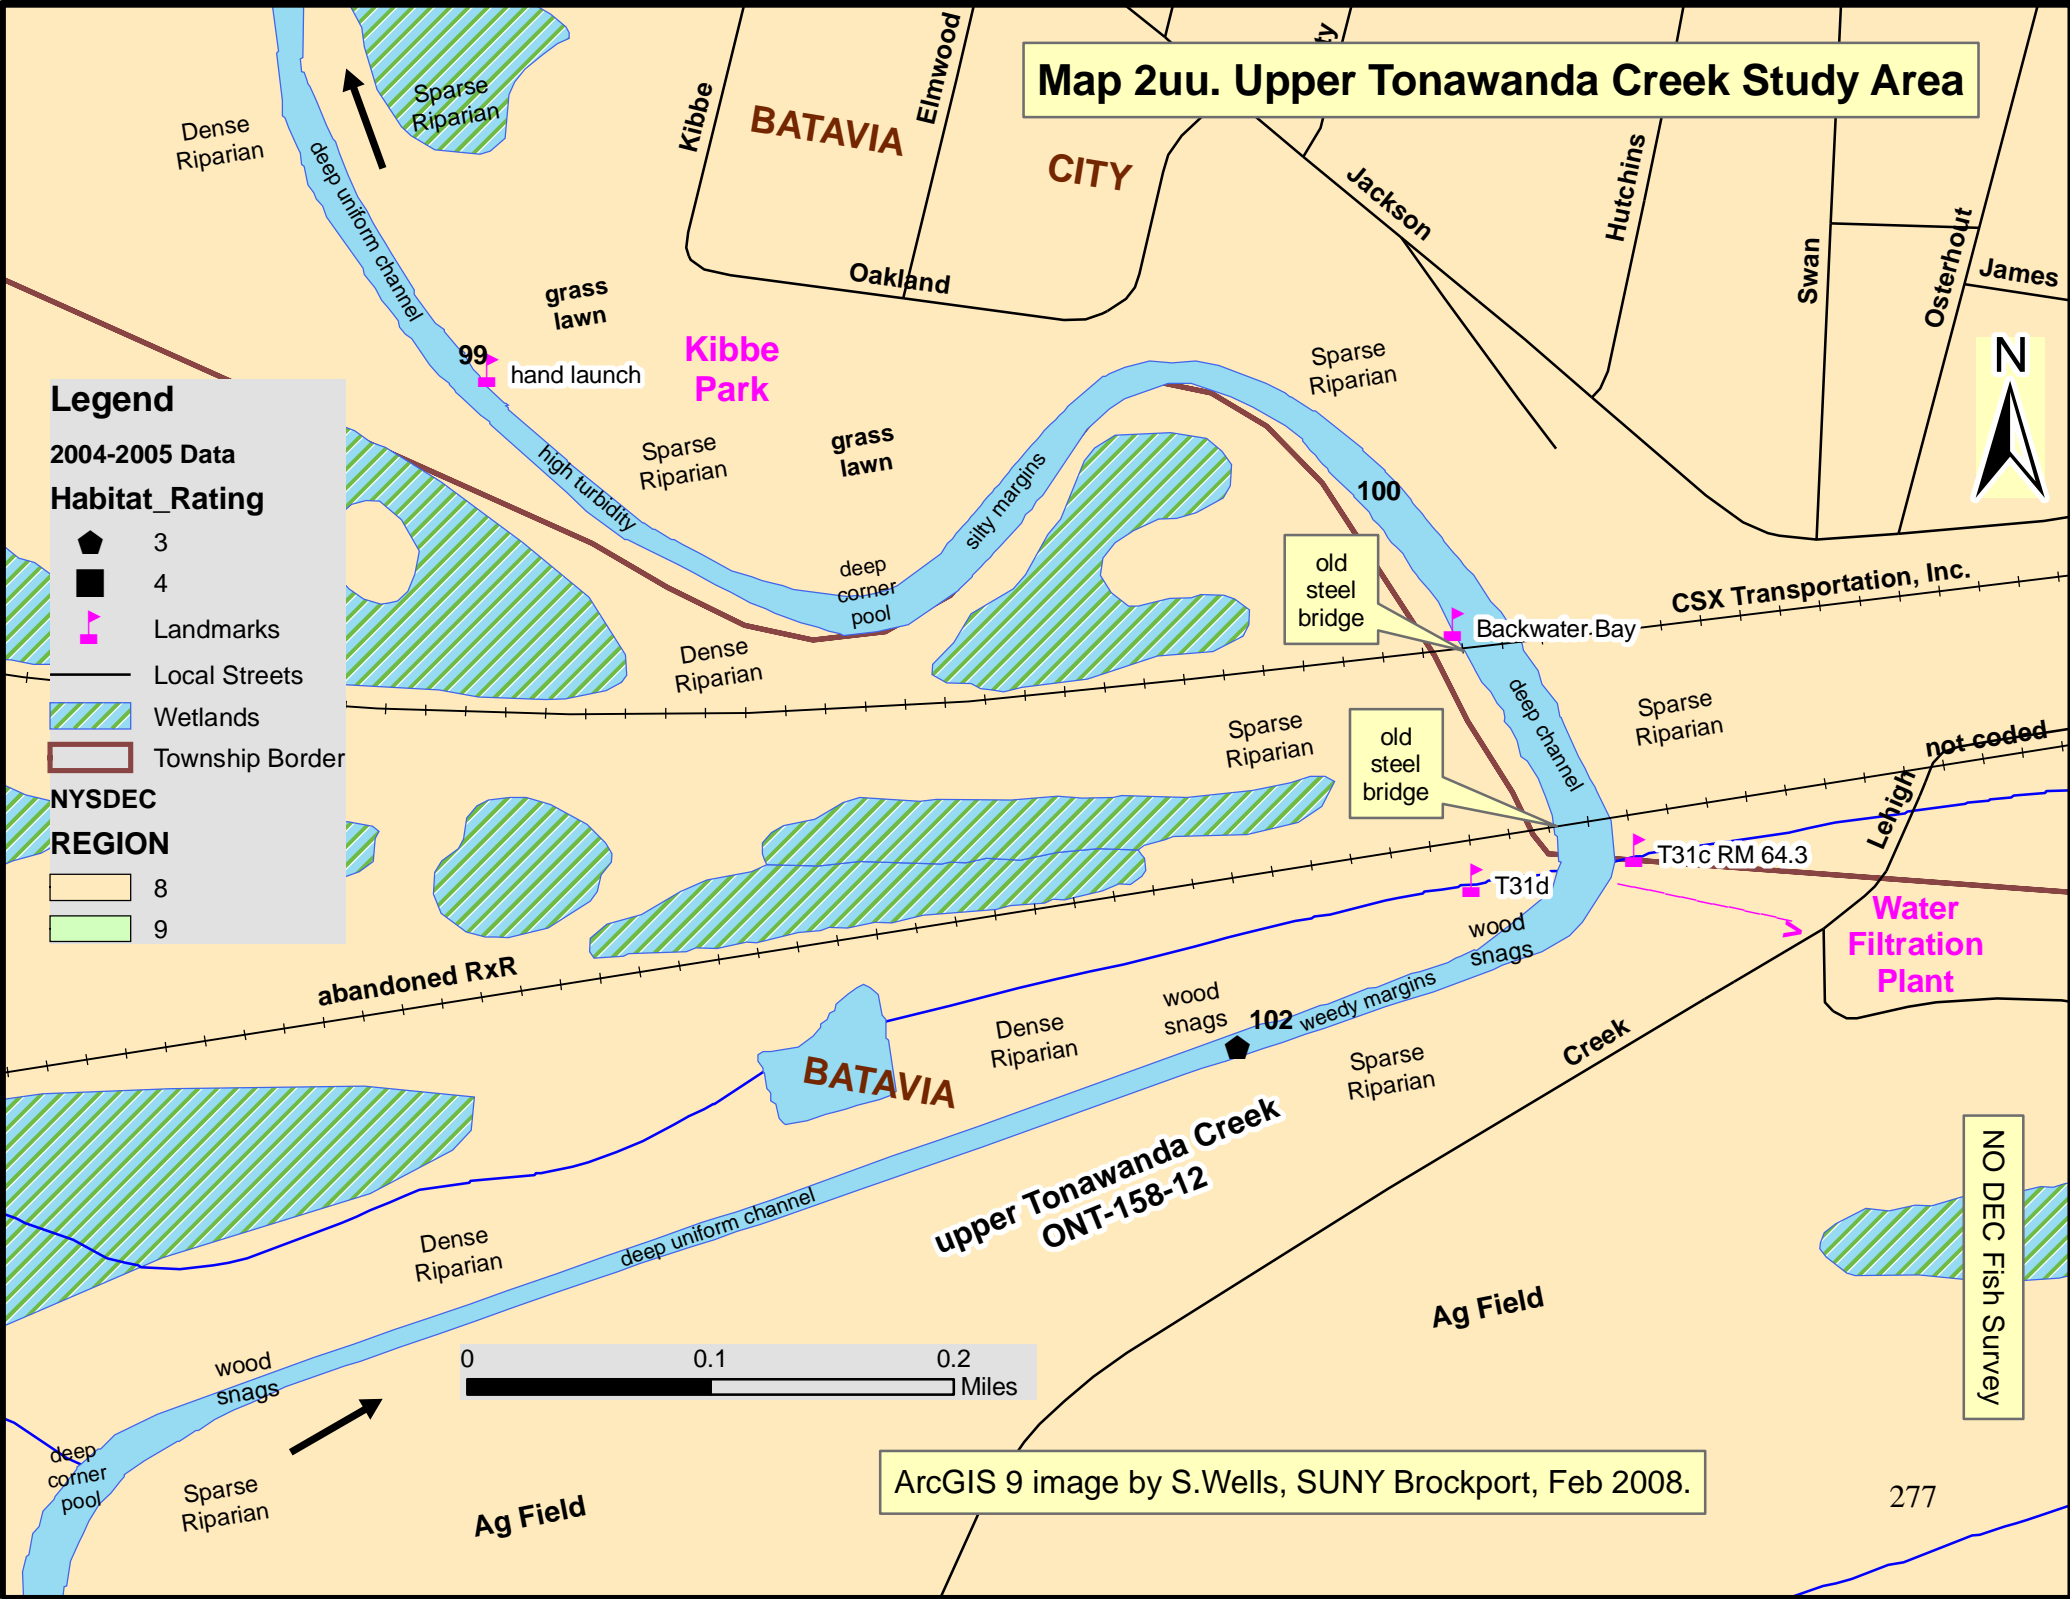 Map 2uu. Upper Tonawanda Creek Study Area
Sparse
Riparian
Dense
Riparian
deep uniform channel
Kibbe
BATAVIA
Elmwood
CITY
ty
Jackson
Hutchins
Swan
Osterhout
James
Oakland
grass
lawn
Kibbe
Park
99
hand launch
Sparse
Riparian
N
Legend
2004-2005 Data
Habitat_Rating
3
4
Landmarks
Local Streets
Wetlands
Township Border
NYSDEC
REGION
8
9
high turbidity
Sparse
Riparian
grass
lawn
silty margins
100
deep
corner
pool
old
steel
bridge
Backwater Bay
CSX Transportation, Inc.
Dense
Riparian
Sparse
Riparian
deep channel
Sparse
Riparian
old
steel
bridge
not coded
Lehigh
T31c RM 64.3
T31d
Water
Filtration
Plant
wood
snags
abandoned RxR
wood
snags
102
weedy margins
Dense
Riparian
BATAVIA
Sparse
Riparian
Creek
upper Tonawanda Creek
ONT-158-12
NO DEC Fish Survey
deep uniform channel
Dense
Riparian
Ag Field
wood
snags
0 0.1 0.2
Miles
deep
corner
pool
Sparse
Riparian
Ag Field
ArcGIS 9 image by S.Wells, SUNY Brockport, Feb 2008.
277